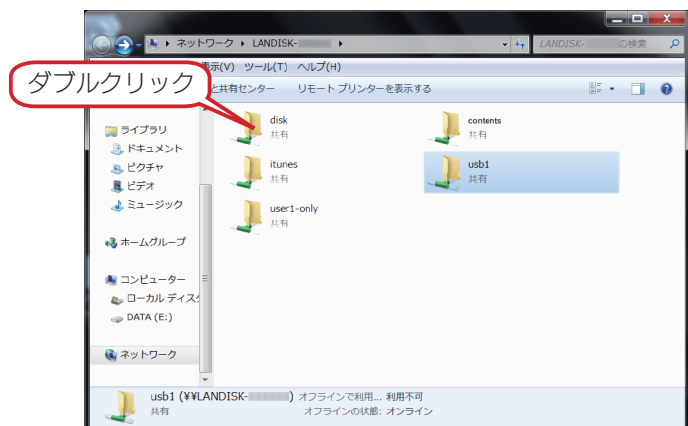 ネットワーク ▸ LANDISK- ▸
LANDISK- の検索
ダブルクリック
表示(V) ツール(T) ヘルプ(H)
と共有センター リモート プリンターを表示する
ライブラリ
ドキュメント
ピクチャ
ビデオ
ミュージック
ホームグループ
コンピューター
ローカル ディスク
DATA (E:)
ネットワーク
disk
共有
contents
共有
itunes
共有
usb1
共有
user1-only
共有
usb1 (¥¥LANDISK- ) オフラインで利用... 利用不可
共有 オフラインの状態: オンライン